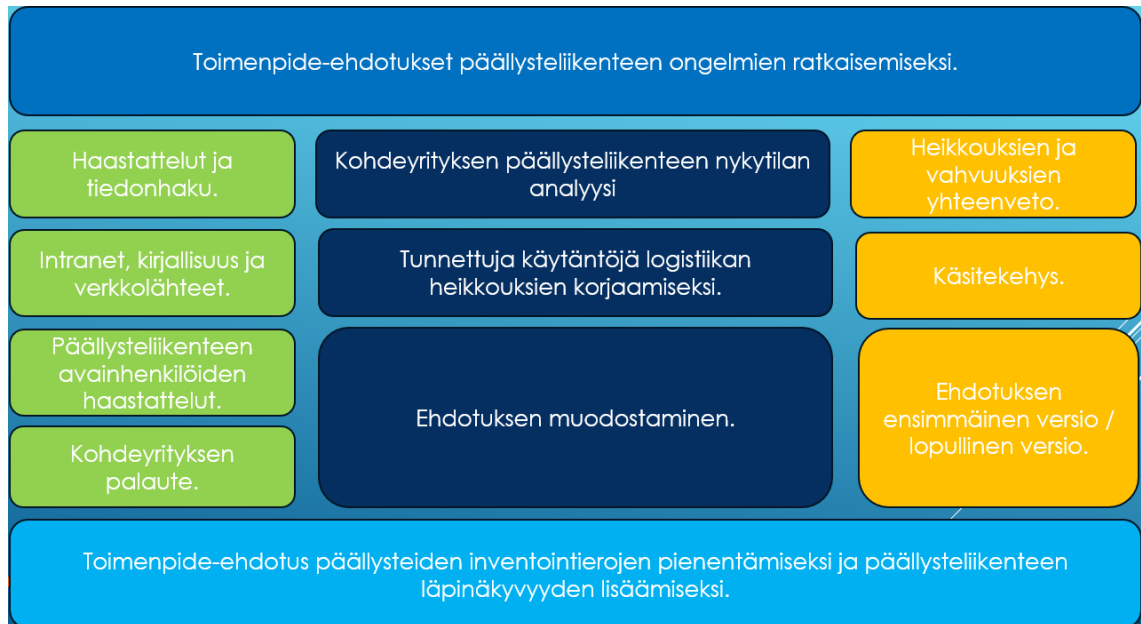 Toimenpide-ehdotukset päällysteliikenteen ongelmien ratkaisemiseksi.
Haastattelut ja
tiedonhaku.
Kohdeyrityksen päällysteliikenteen nykytilan
analyysi
Heikkouksien ja
vahvuuksien
yhteenveto.
Intranet, kirjallisuus ja
verkkolähteet.
Tunnettuja käytäntöjä logistiikan
heikkouksien korjaamiseksi.
Käsitekehys.
Päällysteliikenteen
avainhenkilöiden
haastattelut.
Kohdeyrityksen
palaute.
Ehdotuksen muodostaminen.
Ehdotuksen
ensimmäinen versio /
lopullinen versio.
Toimenpide-ehdotus päällysteiden inventointierojen pienentämiseksi ja päällysteliikenteen
läpinäkyvyyden lisäämiseksi.